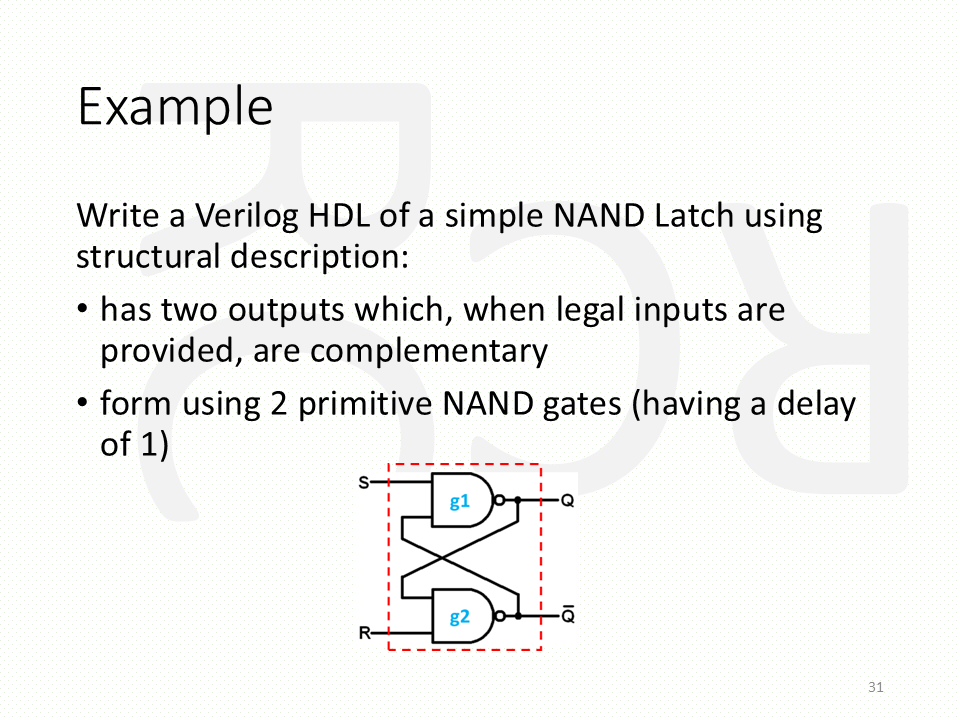 Example
Write a Verilog HDL of a simple NAND Latch using
structural description:
• has two outputs which, when legal inputs are
provided, are complementary
• form using 2 primitive NAND gates (having a delay
of 1)
S
g1
Q
g2
Q̅
R
31